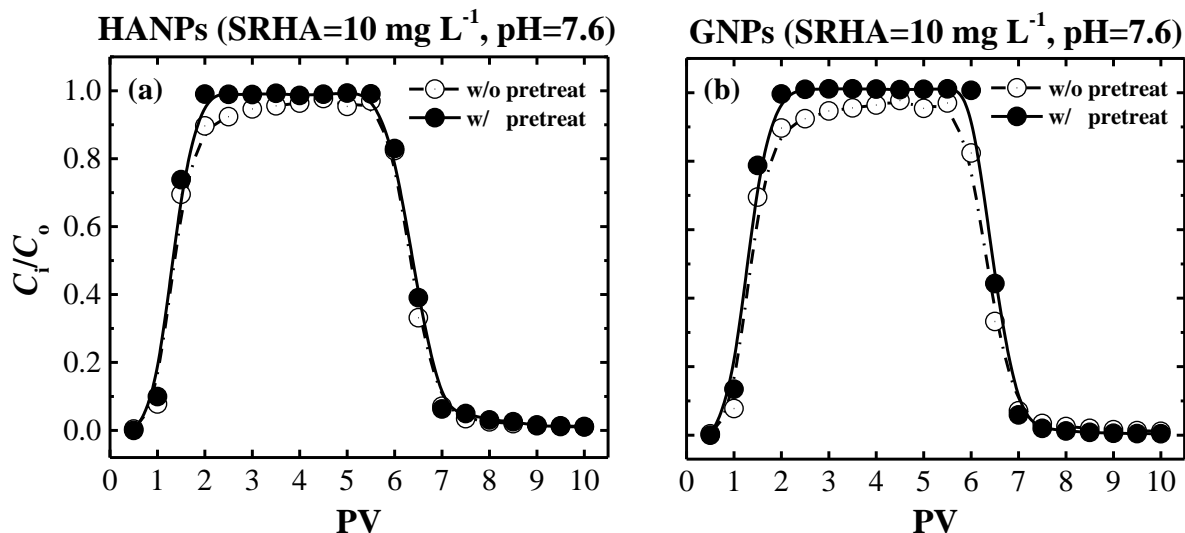 HANPs (SRHA=10 mg L⁻¹, pH=7.6)
(a)
w/o pretreat
w/ pretreat
1.0
0.8
0.6
0.4
0.2
0.0
Cᵢ/Cₒ
0 1 2 3 4 5 6 7 8 9 10
PV
GNPs (SRHA=10 mg L⁻¹, pH=7.6)
(b)
w/o pretreat
w/ pretreat
0 1 2 3 4 5 6 7 8 9 10
PV